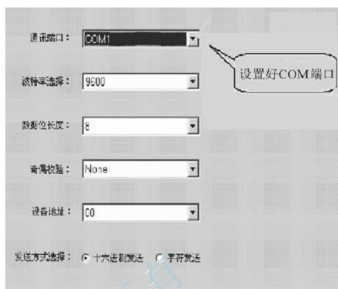 通讯端口： COM1
设置好COM端口
波特率选择： 9600
数据位长度： 8
奇偶校验： None
设备地址： 00
发送方式选择： 十六进制发送 字符发送